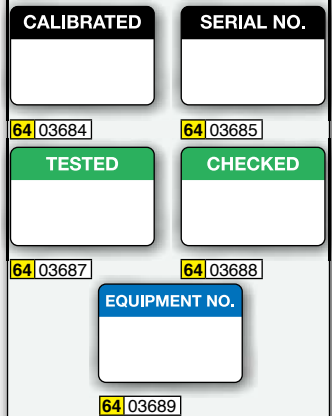 CALIBRATED SERIAL NO.
64 03684 64 03685
TESTED CHECKED
64 03687 64 03688
EQUIPMENT NO.
64 03689